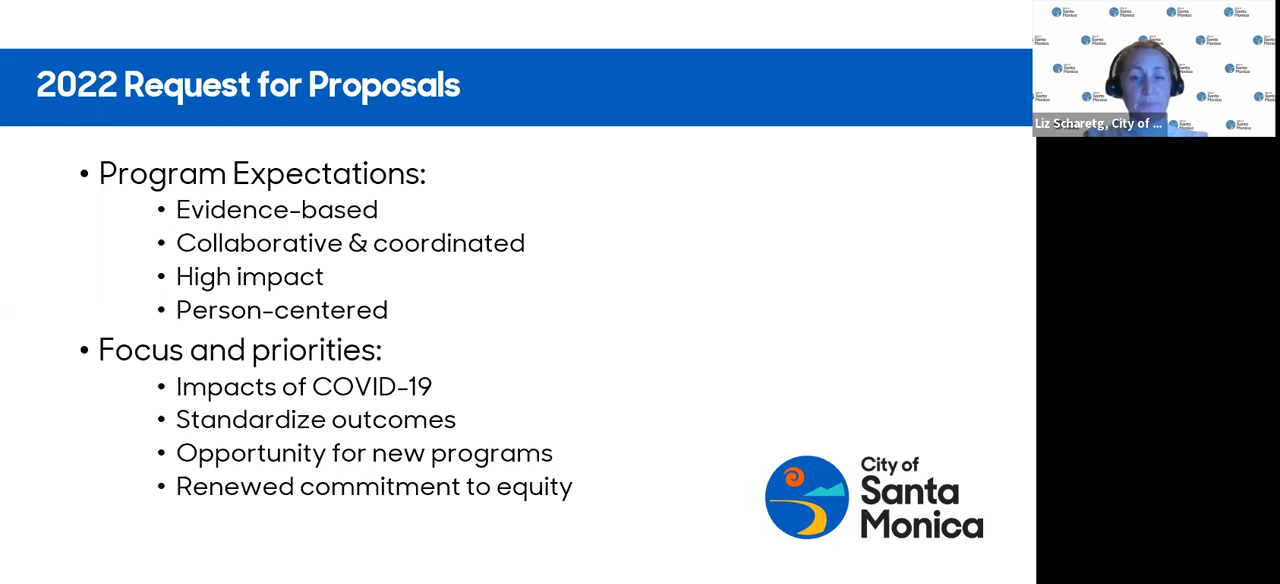 2022 Request for Proposals
• Program Expectations:
• Evidence-based
• Collaborative & coordinated
• High impact
• Person-centered
• Focus and priorities:
• Impacts of COVID-19
• Standardize outcomes
• Opportunity for new programs
• Renewed commitment to equity
City of
Santa
Monica
Liz Scharetg, City of ...